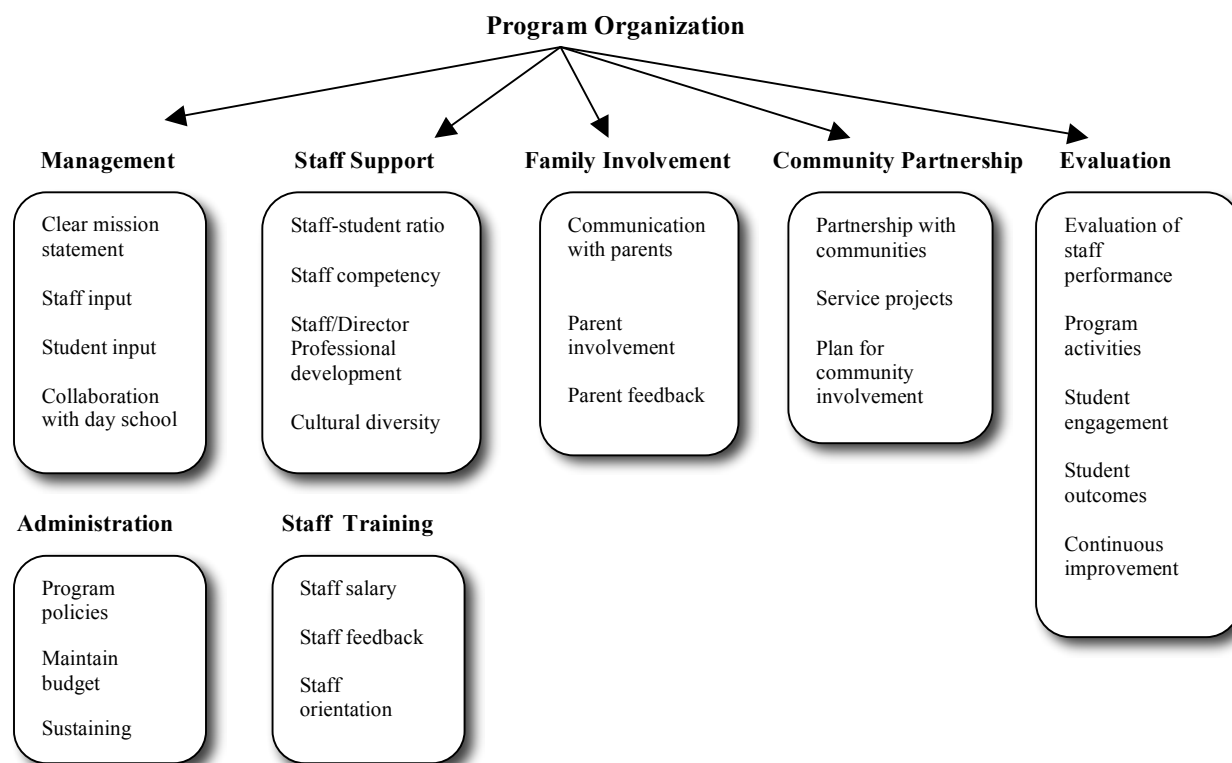 Program Organization
Management
Clear mission
statement
Staff input
Student input
Collaboration
with day school
Staff Support
Staff-student ratio
Staff competency
Staff/Director
Professional
development
Cultural diversity
Family Involvement
Communication
with parents
Parent
involvement
Parent feedback
Community Partnership
Partnership with
communities
Service projects
Plan for
community
involvement
Evaluation
Evaluation of
staff
performance
Program
activities
Student
engagement
Student
outcomes
Continuous
improvement
Administration
Program
policies
Maintain
budget
Sustaining
Staff Training
Staff salary
Staff feedback
Staff
orientation